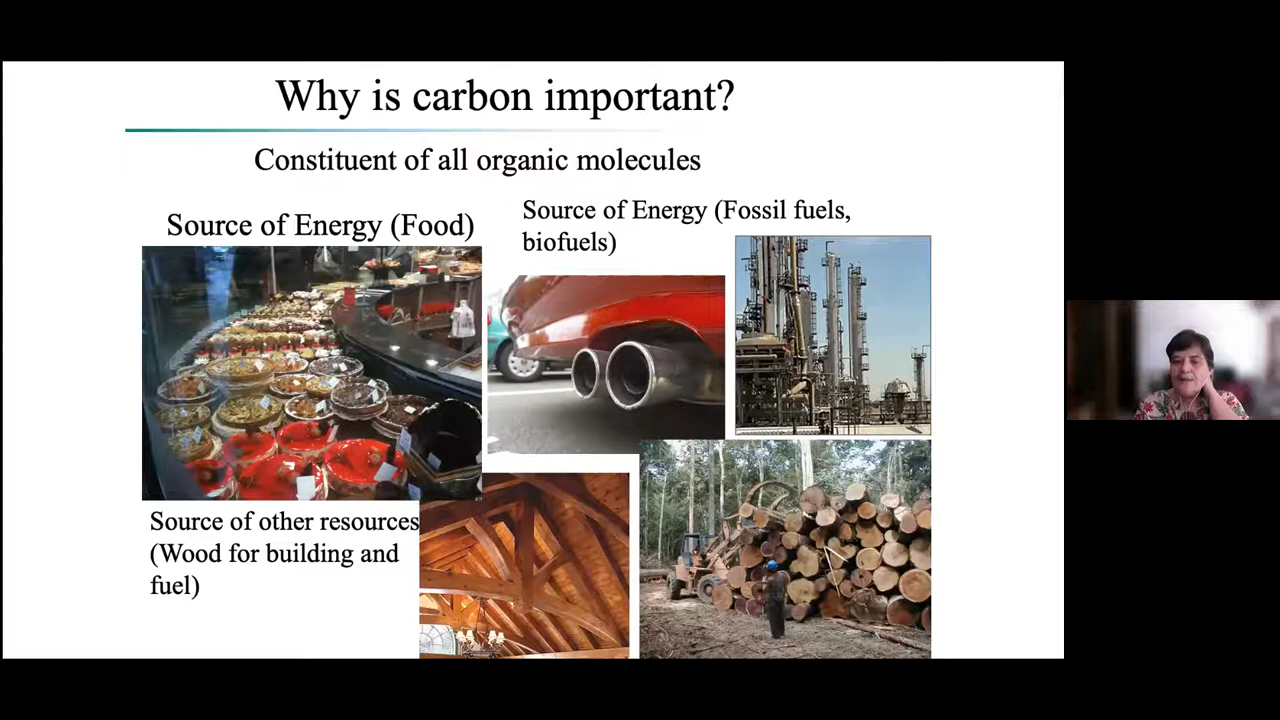 Why is carbon important?
Constituent of all organic molecules
Source of Energy (Food)
Source of Energy (Fossil fuels,
biofuels)
Source of other resources
(Wood for building and
fuel)